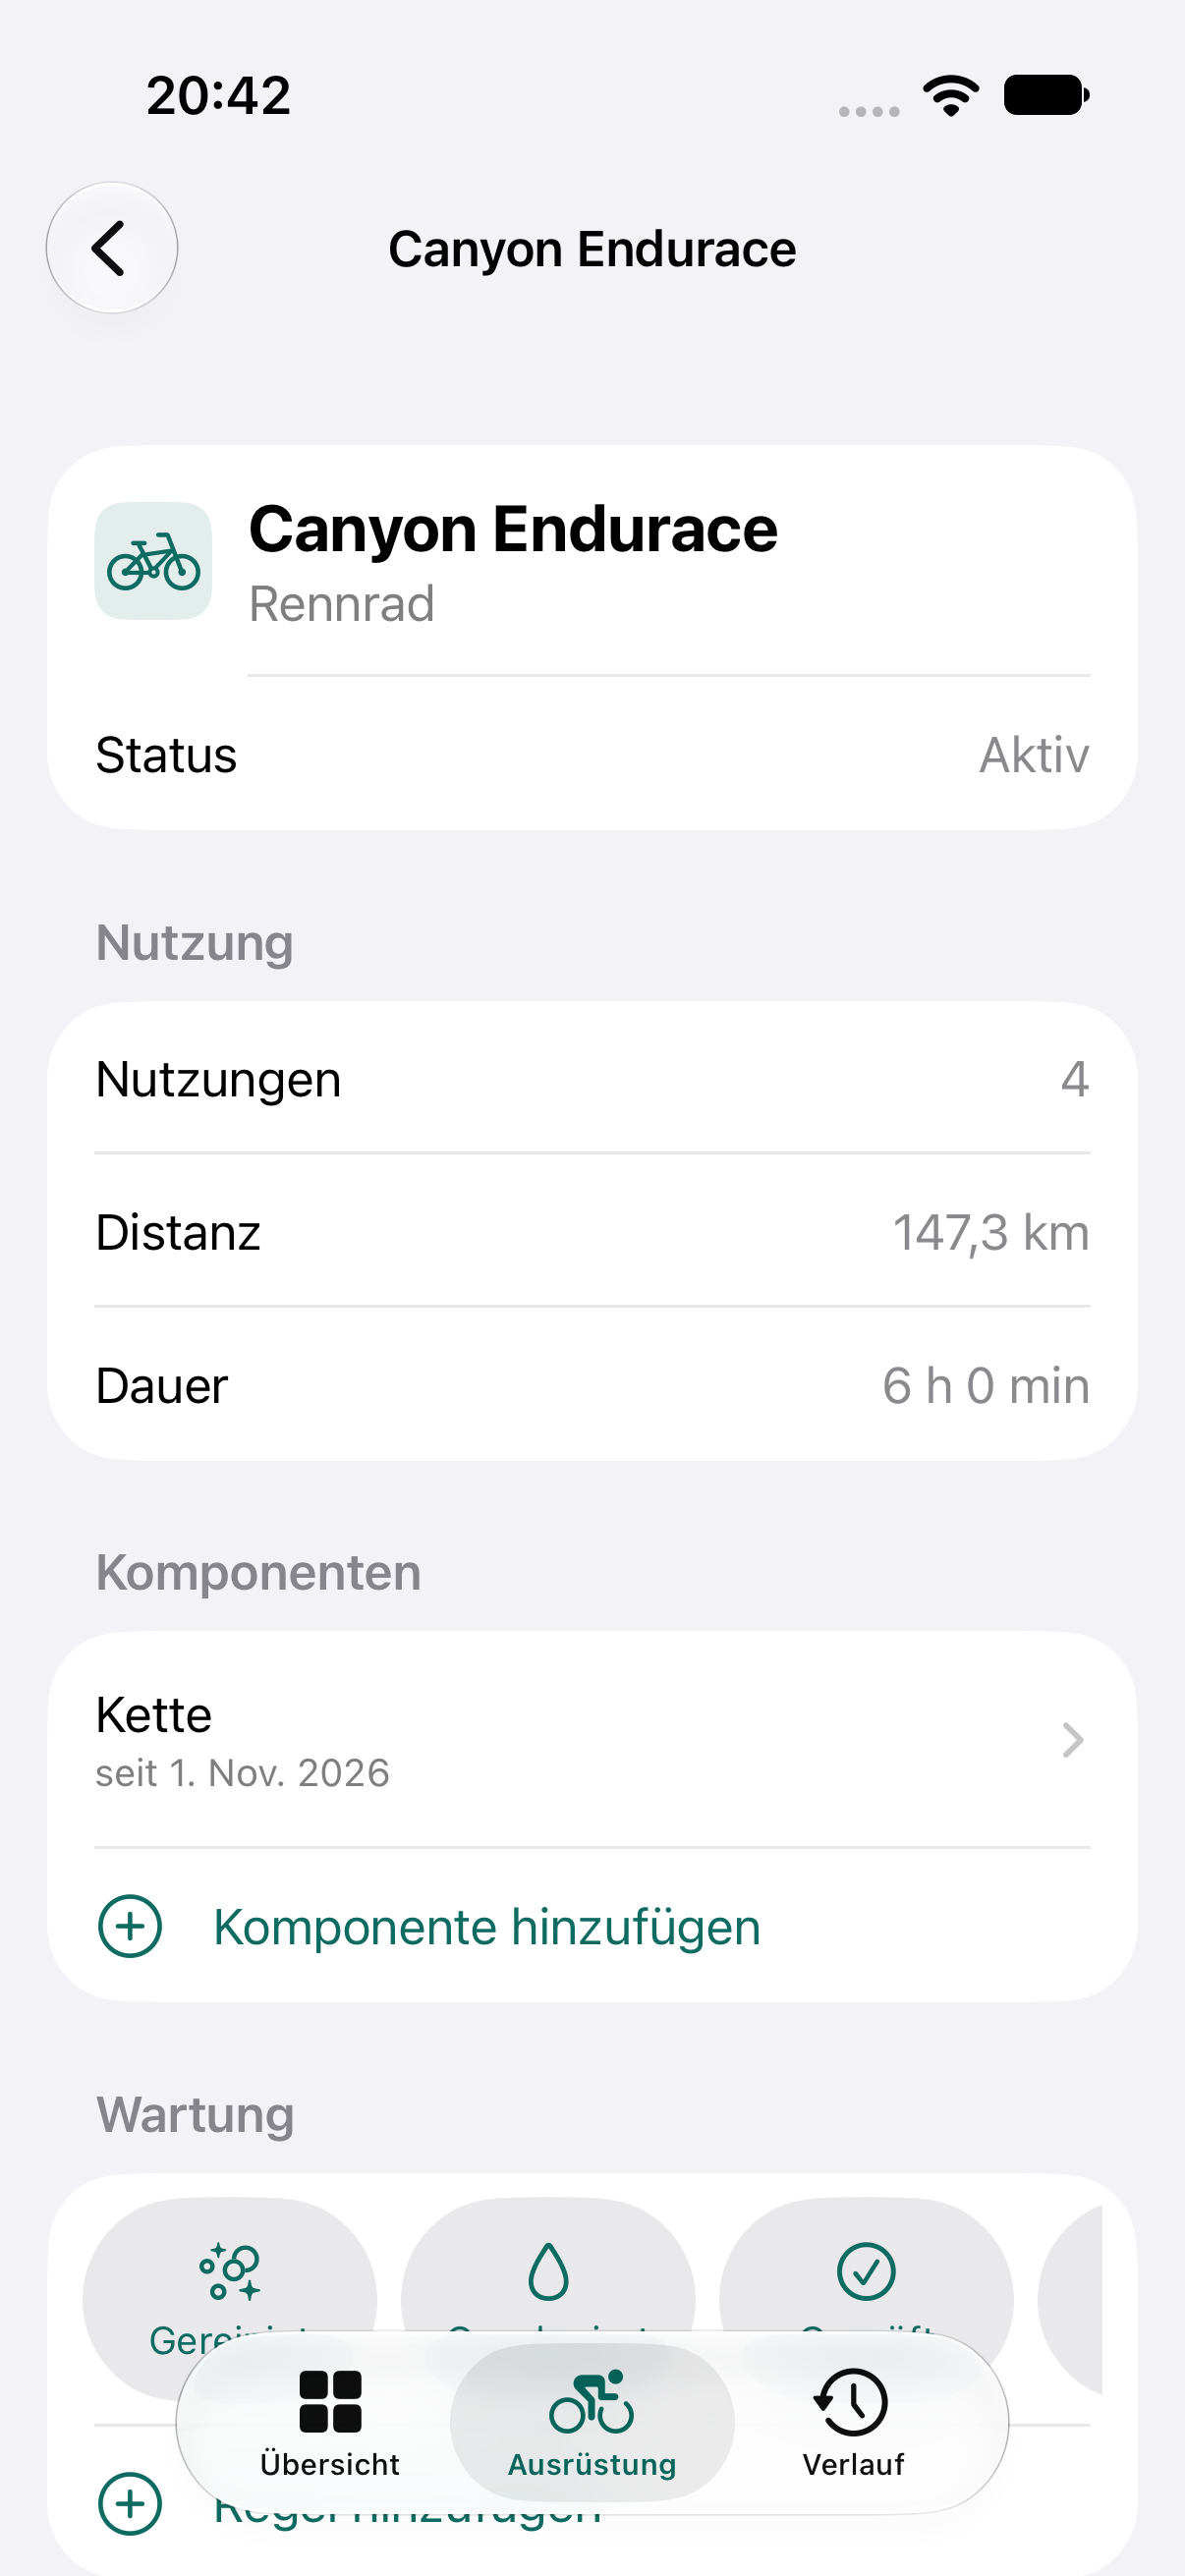 20:42
Canyon Endurace
Canyon Endurace
Rennrad
Status
Aktiv
Nutzung
Nutzungen
4
Distanz
147,3 km
Dauer
6 h 0 min
Komponenten
Kette
seit 1. Nov. 2026
Komponente hinzufügen
Wartung
Übersicht
Ausrüstung
Verlauf
hinzufügen